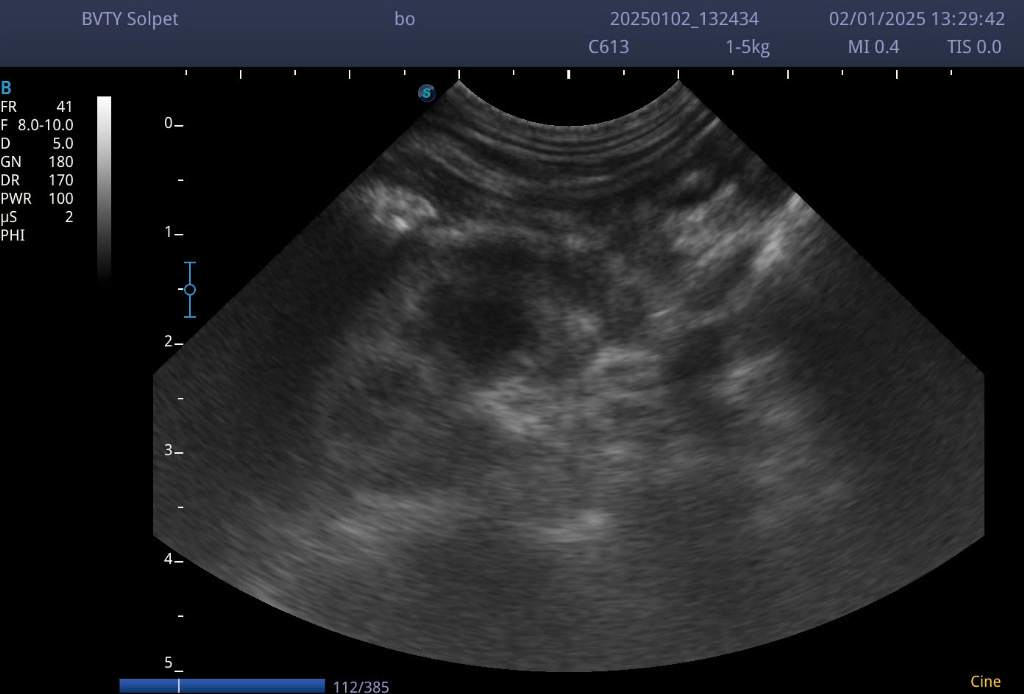 BVTY Solpet bo 20250102_132434 02/01/2025 13:29:42
C613 1-5kg MI 0.4 TIS 0.0
B
FR 41
F 8.0-10.0
D 5.0
GN 180
DR 170
PWR 100
µS 2
PHI
S
0
1
2
3
4
5
112/385
Cine